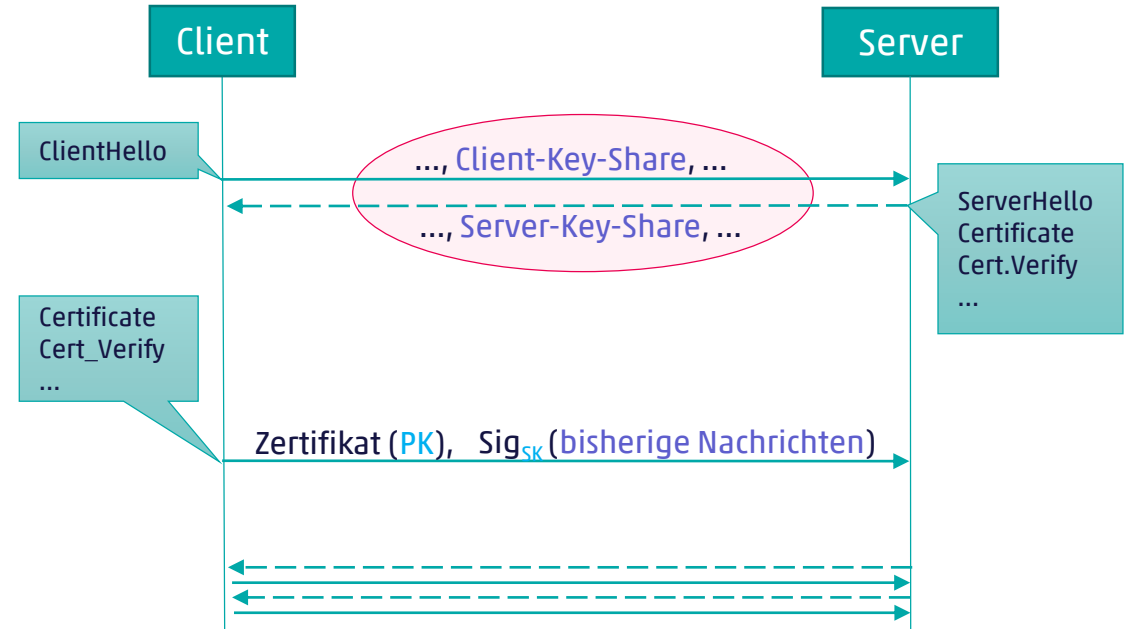 Client
Server
ClientHello
..., Client-Key-Share, ...
..., Server-Key-Share, ...
ServerHello
Certificate
Cert.Verify
...
Certificate
Cert_Verify
...
Zertifikat (PK), Sig_SK (bisherige Nachrichten)